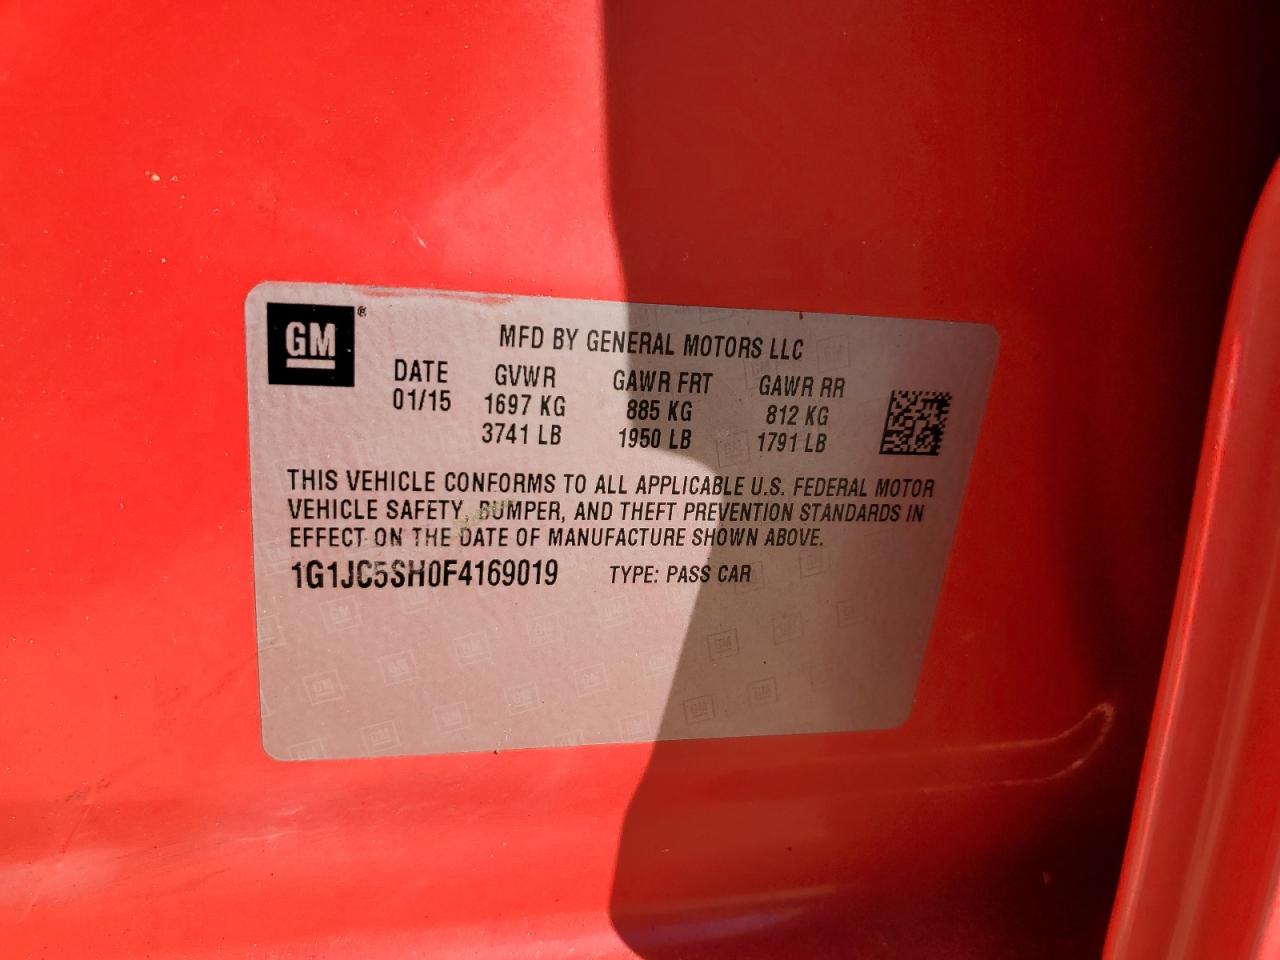 GM ®
MFD BY GENERAL MOTORS LLC
DATE GVWR GAWR FRT GAWR RR
01/15 1697 KG 885 KG 812 KG
3741 LB 1950 LB 1791 LB
THIS VEHICLE CONFORMS TO ALL APPLICABLE U.S. FEDERAL MOTOR
VEHICLE SAFETY, BUMPER, AND THEFT PREVENTION STANDARDS IN
EFFECT ON THE DATE OF MANUFACTURE SHOWN ABOVE.
1G1JC5SH0F4169019 TYPE: PASS CAR